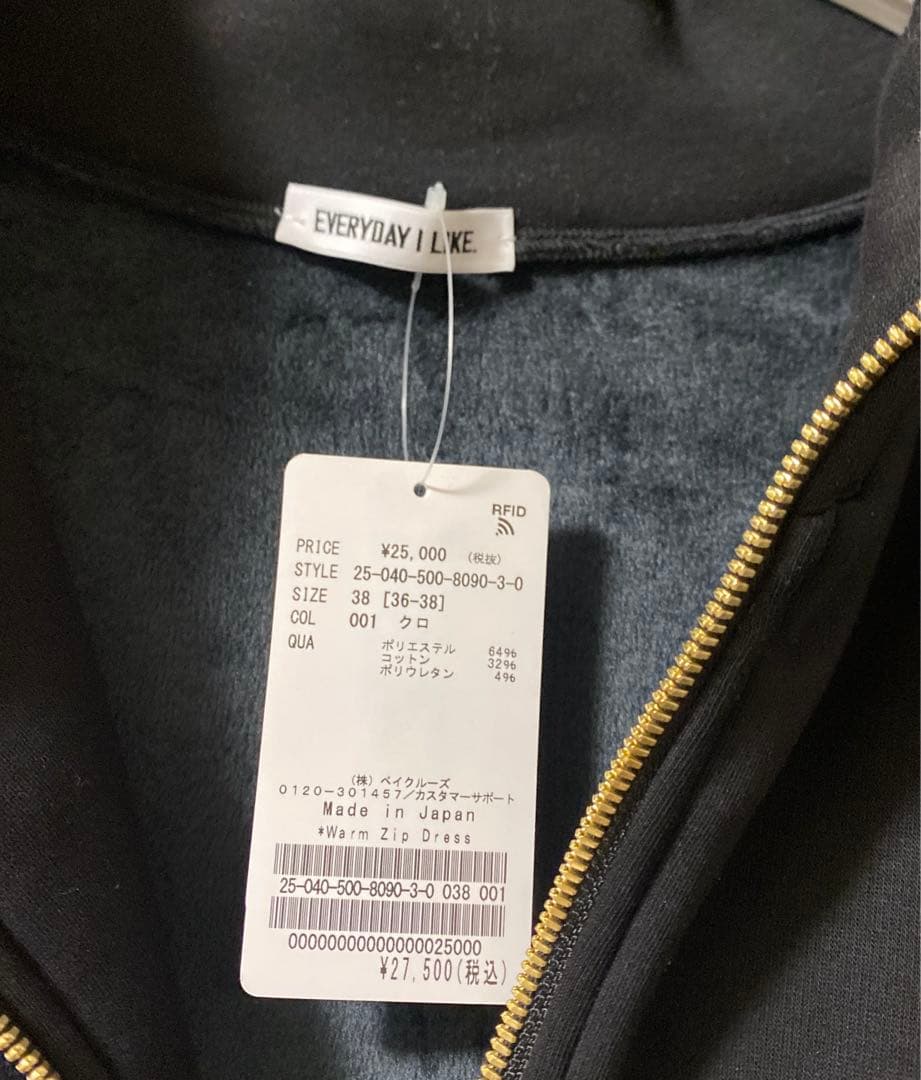 EVERYDAY I LIKE.
RFID
PRICE ¥25,000 (税抜)
STYLE 25-040-500-8090-3-0
SIZE 38 [36-38]
COL 001 クロ
QUA ポリエステル 64%
コットン 32%
ポリウレタン 4%
(株) ベイクルーズ
0120-301457/カスタマーサポート
Made in Japan
*Warm Zip Dress
25-040-500-8090-3-0 038 001
00000000000000025000
¥27,500(税込)